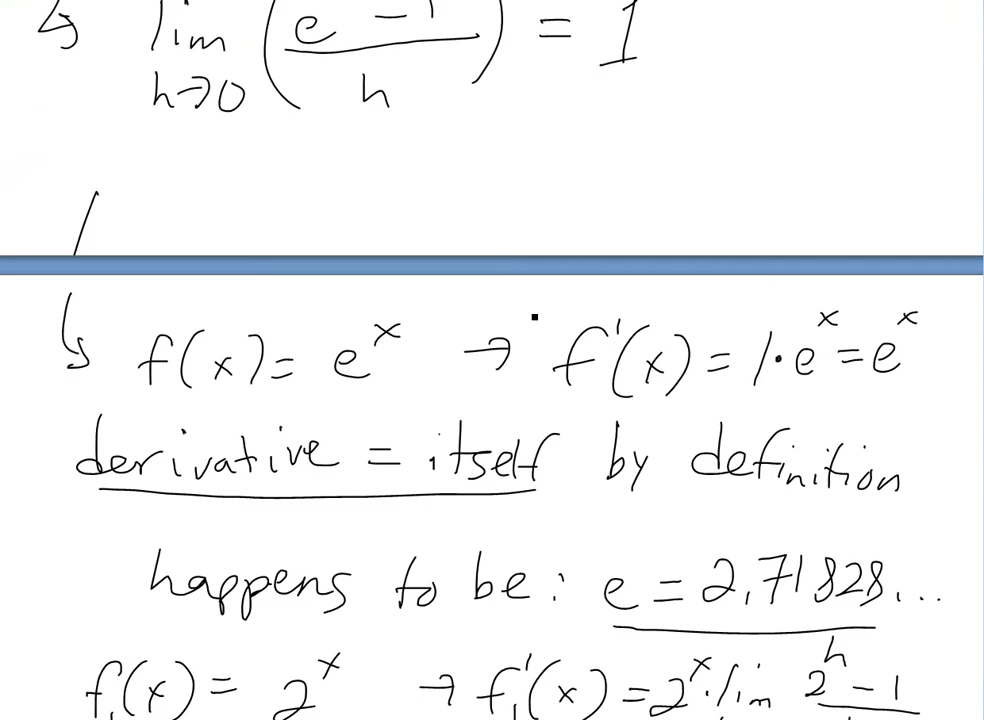 ↳ lim h→0 (e - 1 / h) = 1
↳ f(x) = e^x → f'(x) = 1·e^x = e^x
derivative = itself by definition
happens to be: e = 2,71828...
f₁(x) = 2^x → f₁'(x) = 2^x · lim 2^h - 1